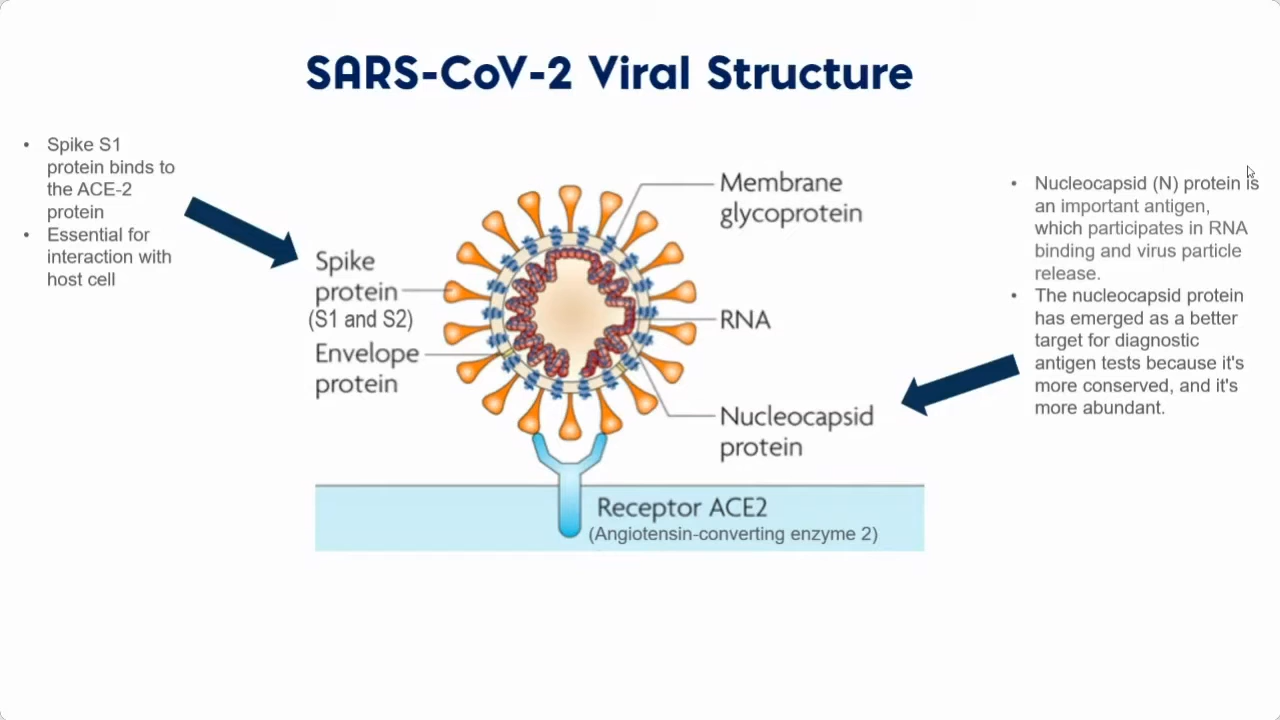 SARS-CoV-2 Viral Structure
• Spike S1
protein binds to
the ACE-2
protein
• Essential for
interaction with
host cell
Spike
protein
(S1 and S2)
Envelope
protein
Membrane
glycoprotein
RNA
Nucleocapsid
protein
Receptor ACE2
(Angiotensin-converting enzyme 2)
• Nucleocapsid (N) protein is
an important antigen,
which participates in RNA
binding and virus particle
release.
• The nucleocapsid protein
has emerged as a better
target for diagnostic
antigen tests because it's
more conserved, and it's
more abundant.